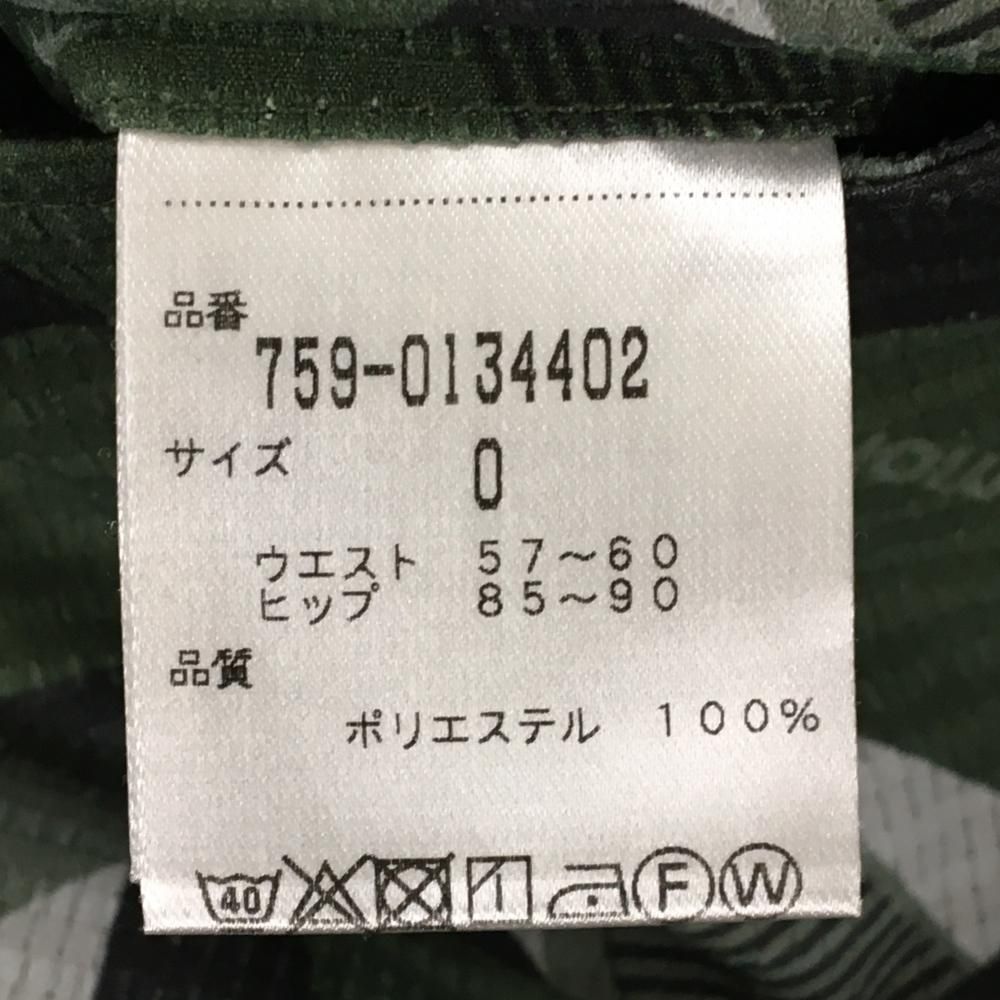 品番
759-0134402
サイズ 0
ウエスト 57~60
ヒップ 85~90
品質
ポリエステル 100%
40 F W